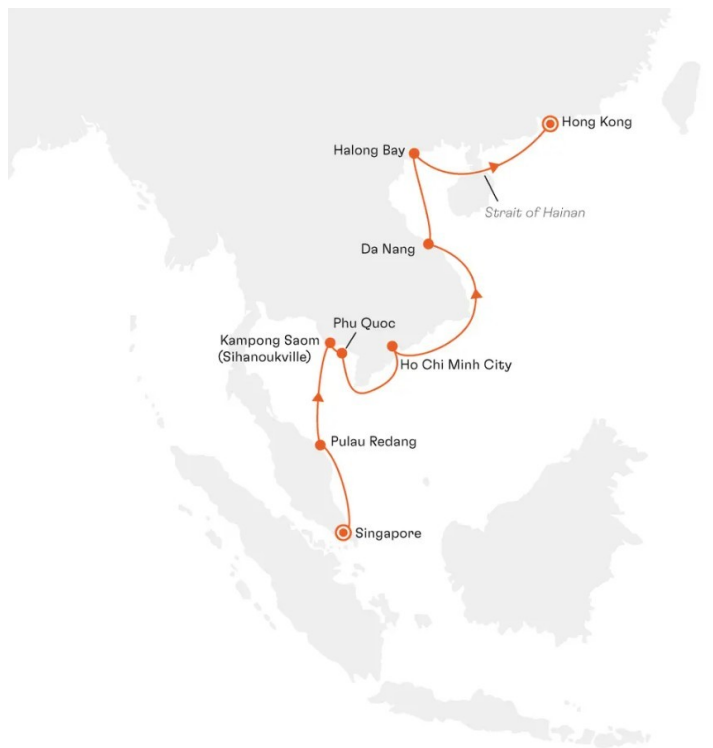 Hong Kong
Halong Bay
Strait of Hainan
Da Nang
Phu Quoc
Kampong Saom
(Sihanoukville)
Ho Chi Minh City
Pulau Redang
Singapore